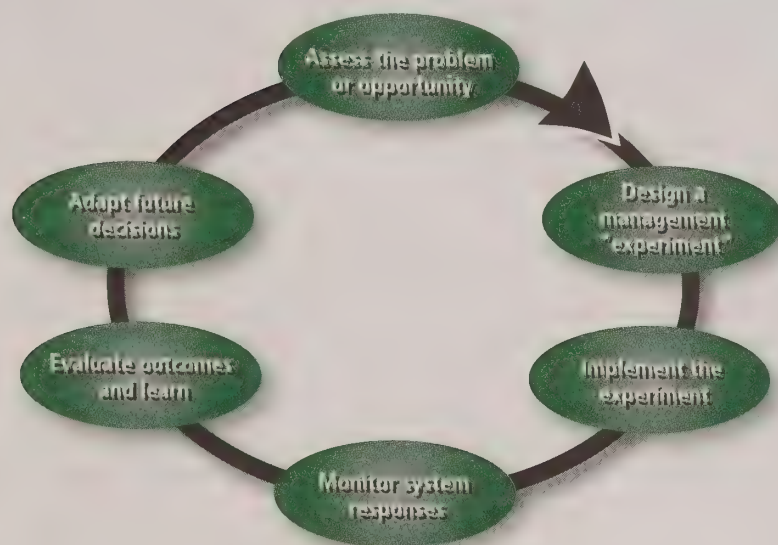 Assess the problem
or opportunity
Design a
management
"experiment"
Implement the
experiment
Monitor system
responses
Evaluate outcomes
and learn
Adapt future
decisions